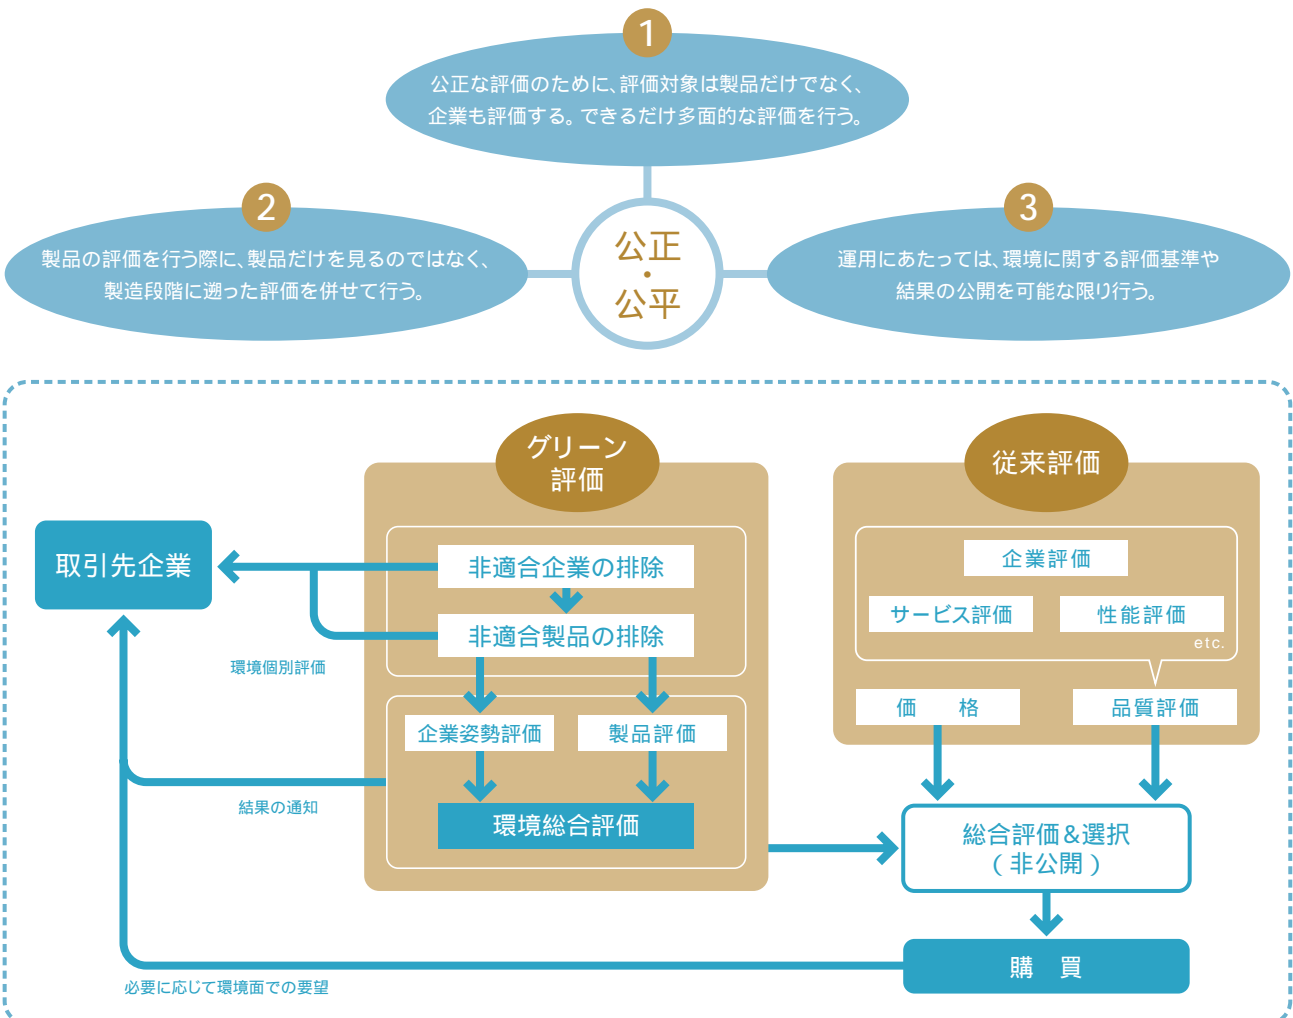 1
公正な評価のために、評価対象は製品だけでなく、
企業も評価する。できるだけ多面的な評価を行う。
2
製品の評価を行う際に、製品だけを見るのではなく、
製造段階に遡った評価を併せて行う。
公正
・
公平
3
運用にあたっては、環境に関する評価基準や
結果の公開を可能な限り行う。
グリーン
評価
従来評価
取引先企業
非適合企業の排除
非適合製品の排除
環境個別評価
企業姿勢評価
製品評価
環境総合評価
結果の通知
企業評価
サービス評価
性能評価
etc.
価　格
品質評価
総合評価&選択
(非公開)
購　買
必要に応じて環境面での要望